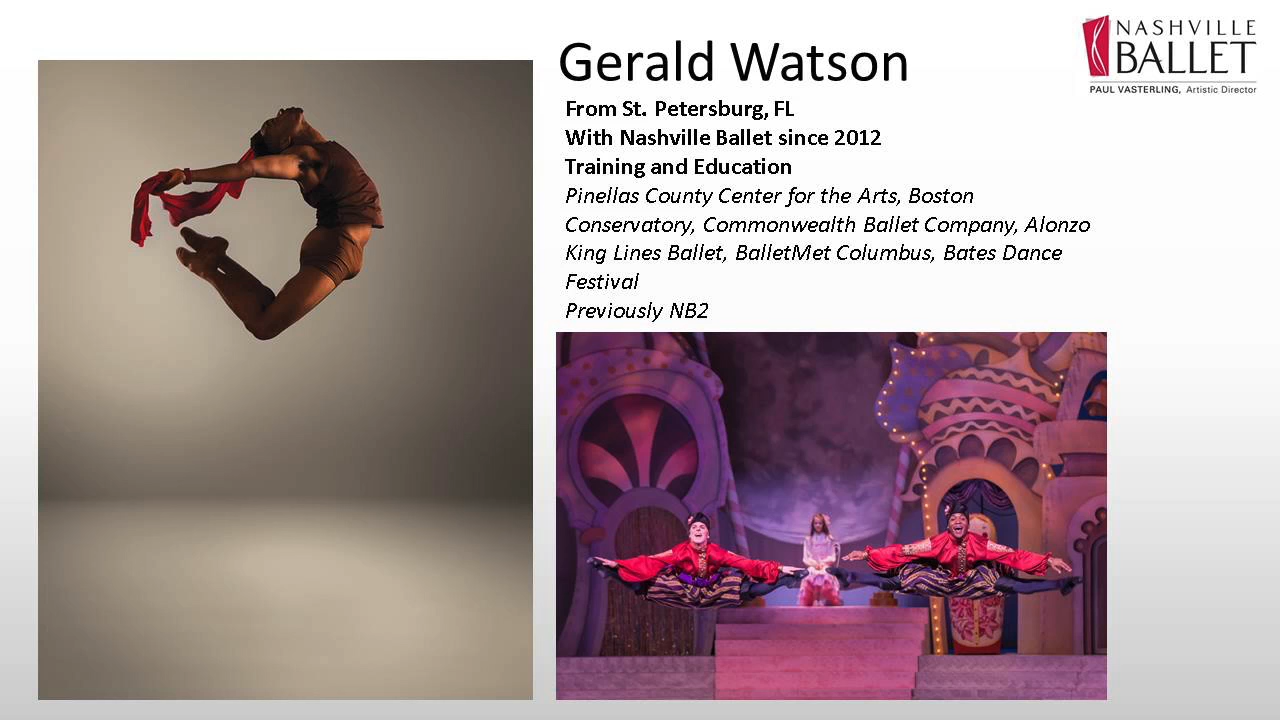 Gerald Watson
NASHVILLE
BALLET
PAUL VASTERLING, Artistic Director
From St. Petersburg, FL
With Nashville Ballet since 2012
Training and Education
Pinellas County Center for the Arts, Boston
Conservatory, Commonwealth Ballet Company, Alonzo
King Lines Ballet, BalletMet Columbus, Bates Dance
Festival
Previously NB2